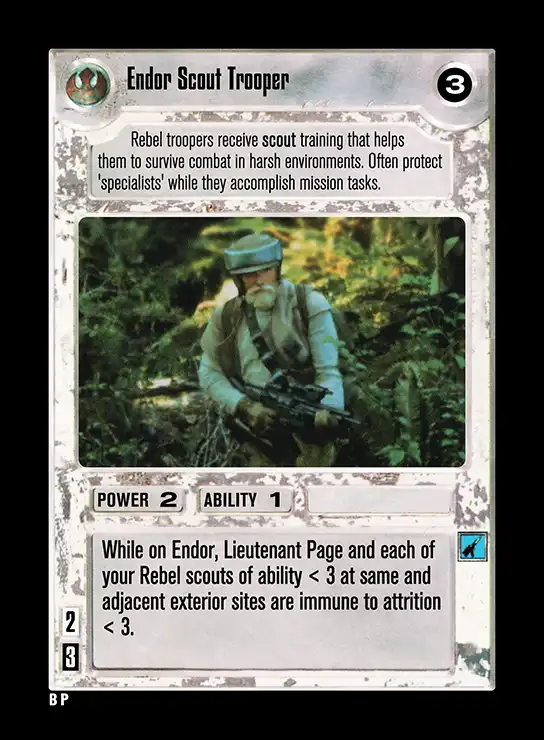 Endor Scout Trooper
3
Rebel troopers receive scout training that helps
them to survive combat in harsh environments. Often protect
'specialists' while they accomplish mission tasks.
POWER 2 ABILITY 1
While on Endor, Lieutenant Page and each of
your Rebel scouts of ability < 3 at same and
adjacent exterior sites are immune to attrition
< 3.
2
3
B P